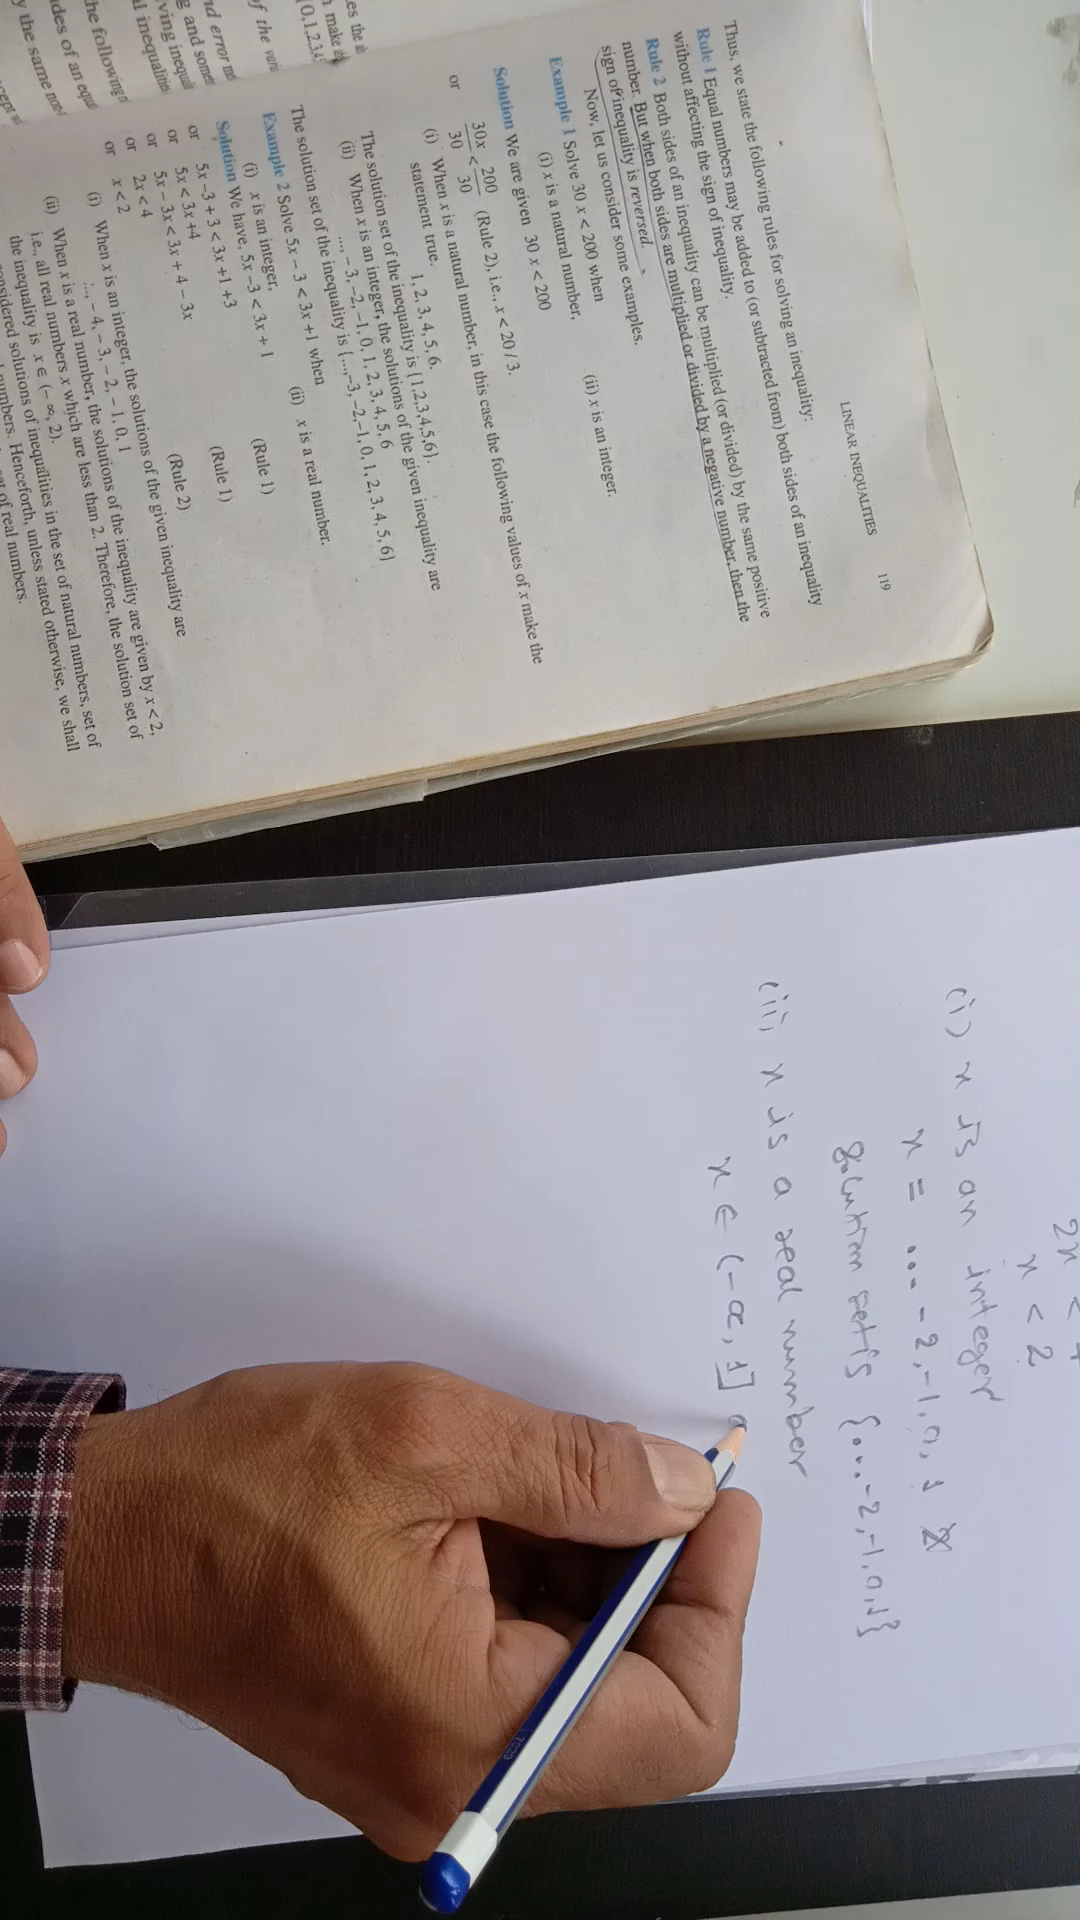 LINEAR INEQUALITIES 119
Thus, we state the following rules for solving an inequality:
Rule 1 Equal numbers may be added to (or subtracted from) both sides of an inequality
without affecting the sign of inequality.
Rule 2 Both sides of an inequality can be multiplied (or divided) by the same positive
number. But when both sides are multiplied or divided by a negative number, then the
sign of inequality is reversed.
Now, let us consider some examples.
Example 1 Solve 30 x < 200 when
(i) x is a natural number, (ii) x is an integer.
Solution We are given 30 x < 200
or 30x/30 < 200/30 (Rule 2), i.e., x < 20 / 3.
(i) When x is a natural number, in this case the following values of x make the
statement true.
1, 2, 3, 4, 5, 6.
The solution set of the inequality is {1,2,3,4,5,6}.
(ii) When x is an integer, the solutions of the given inequality are
..., – 3, –2, –1, 0, 1, 2, 3, 4, 5, 6
The solution set of the inequality is {...,–3, –2,–1, 0, 1, 2, 3, 4, 5, 6}
Example 2 Solve 5x – 3 < 3x +1 when
(i) x is an integer, (ii) x is a real number.
Solution We have, 5x –3 < 3x + 1
or 5x –3 + 3 < 3x +1 +3 (Rule 1)
or 5x < 3x +4
or 5x – 3x < 3x + 4 – 3x (Rule 1)
or 2x < 4
or x < 2 (Rule 2)
(i) When x is an integer, the solutions of the given inequality are
..., – 4, – 3, – 2, – 1, 0, 1
(ii) When x is a real number, the solutions of the inequality are given by x < 2,
i.e., all real numbers x which are less than 2. Therefore, the solution set of
the inequality is x ∈ (– ∞, 2).
considered solutions of inequalities in the set of natural numbers, set of
numbers. Henceforth, unless stated otherwise, we shall
of real numbers.
2x <
x < 2
(i) x is an integer
x = ... -2, -1, 0, 1
Solution set is {... -2, -1, 0, 1}
(ii) x is a real number
x ∈ (-∝, 1]